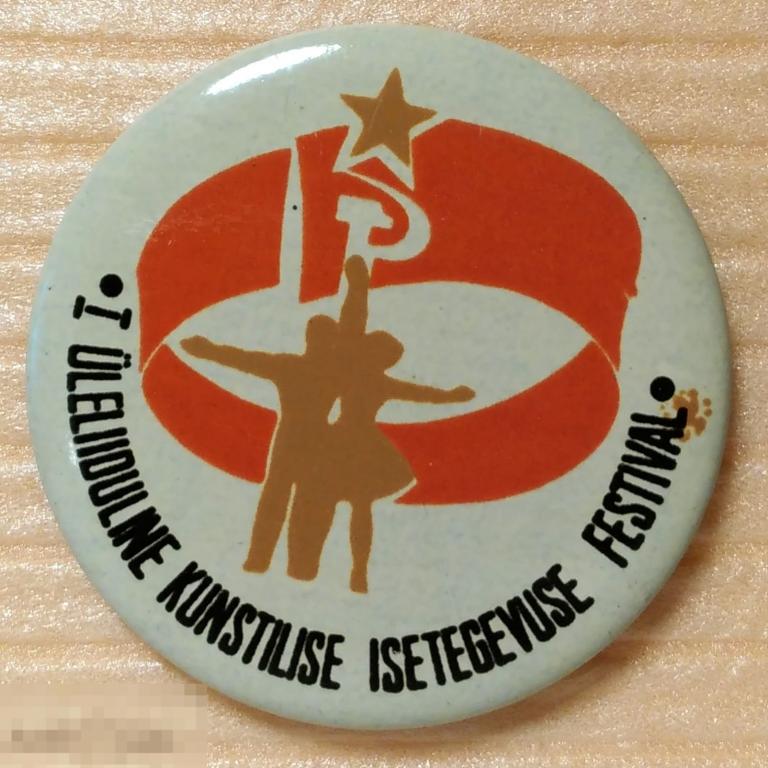 • I ÜLELIIDULINE KUNSTILISE ISETEGEVUSE FESTIVAL •